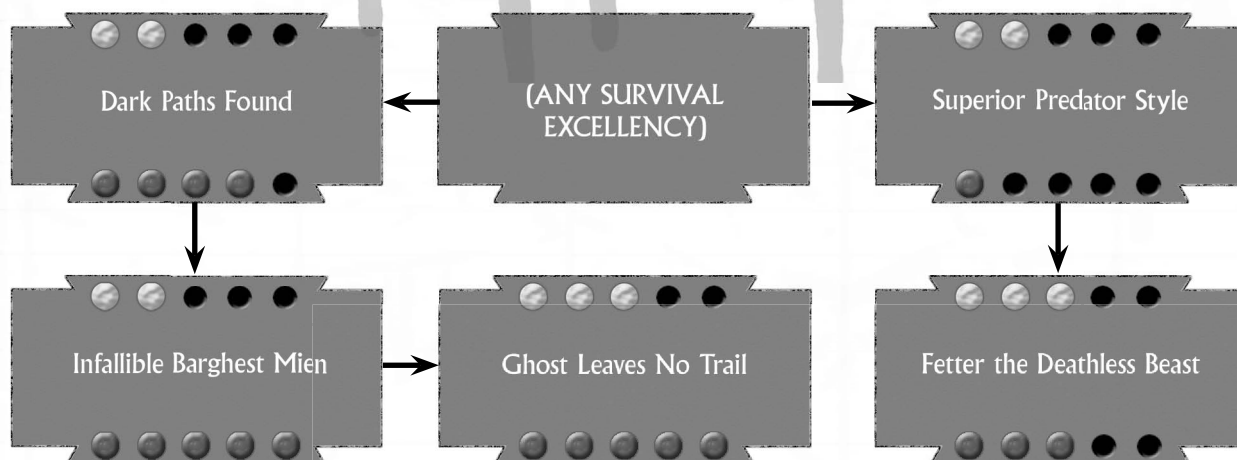 Dark Paths Found
(ANY SURVIVAL
EXCELLENCY)
Superior Predator Style
Infallible Barghest Mien
Ghost Leaves No Trail
Fetter the Deathless Beast